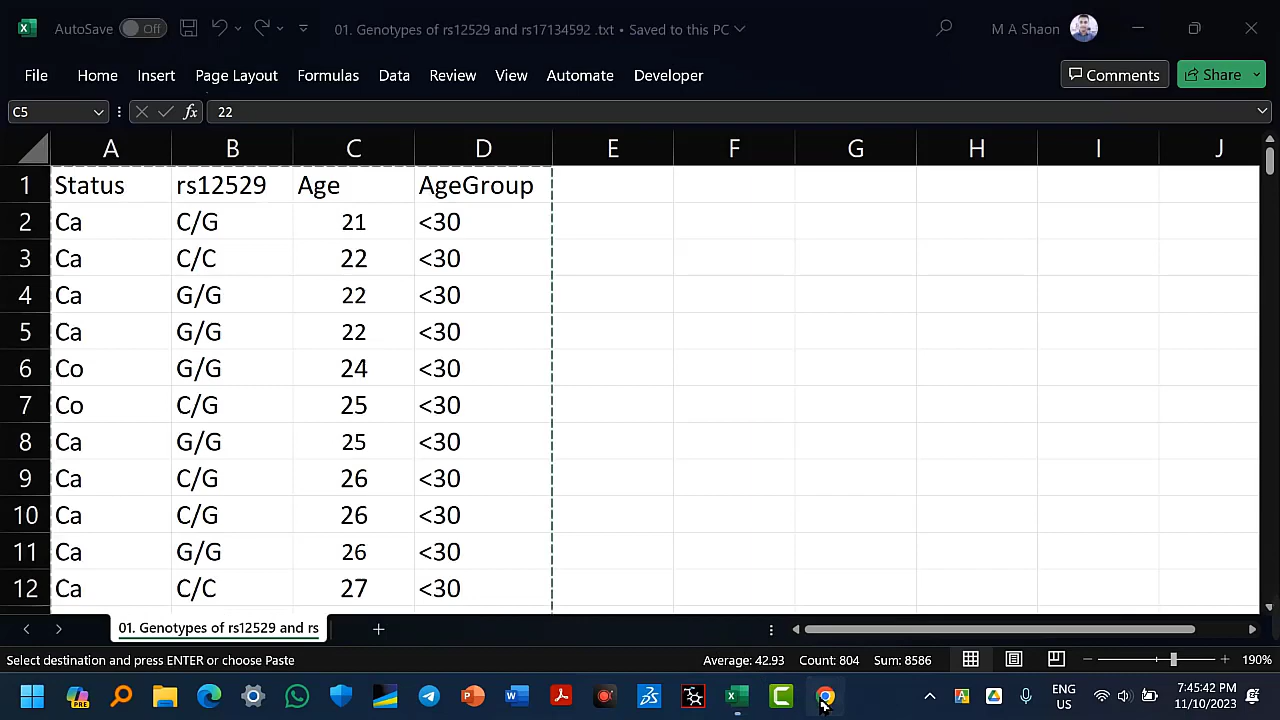 AutoSave Off 01. Genotypes of rs12529 and rs17134592 .txt • Saved to this PC M A Shaon
File Home Insert Page Layout Formulas Data Review View Automate Developer Comments Share
C5 fx 22
A B C D E F G H I J
1 Status rs12529 Age AgeGroup
2 Ca C/G 21 <30
3 Ca C/C 22 <30
4 Ca G/G 22 <30
5 Ca G/G 22 <30
6 Co G/G 24 <30
7 Co C/G 25 <30
8 Ca G/G 25 <30
9 Ca C/G 26 <30
10 Ca C/G 26 <30
11 Ca G/G 26 <30
12 Ca C/C 27 <30
01. Genotypes of rs12529 and rs
Select destination and press ENTER or choose Paste Average: 42.93 Count: 804 Sum: 8586 190%
PRE ENG 7:45:42 PM
US 11/10/2023